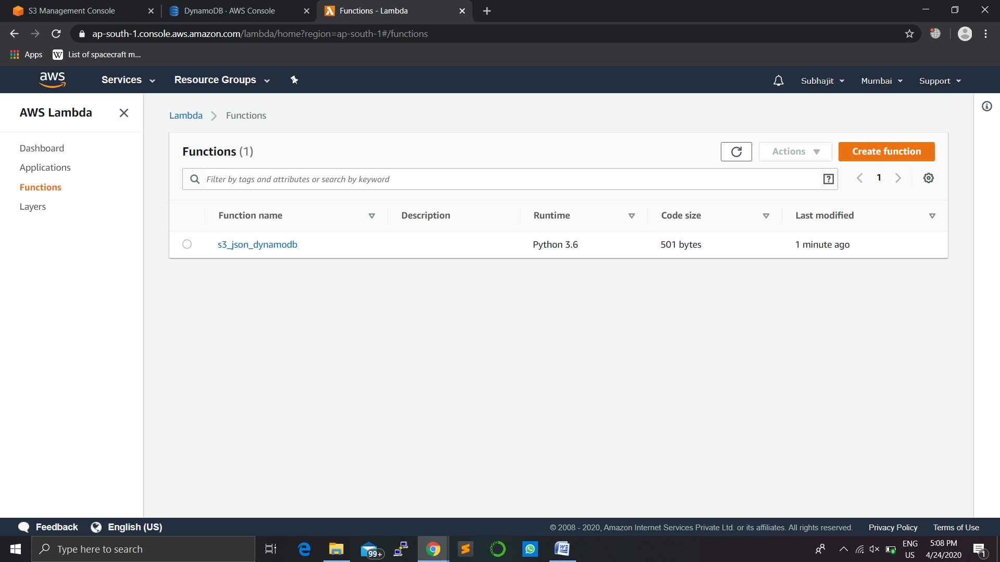 S3 Management Console
DynamoDB · AWS Console
Functions - Lambda
ap-south-1.console.aws.amazon.com/lambda/home?region=ap-south-1#/functions
Apps
W List of spacecraft m...
aws Services Resource Groups Subhajit Mumbai Support
AWS Lambda
Dashboard
Applications
Functions
Layers
Lambda Functions
Functions (1)
Actions Create function
Filter by tags and attributes or search by keyword ? 1
Function name Description Runtime Code size Last modified
s3_json_dynamodb Python 3.6 501 bytes 1 minute ago
Feedback English (US) © 2008 - 2020, Amazon Internet Services Private Ltd. or its affiliates. All rights reserved. Privacy Policy Terms of Use
Type here to search
99+
W
ENG
US
5:08 PM
4/24/2020
1